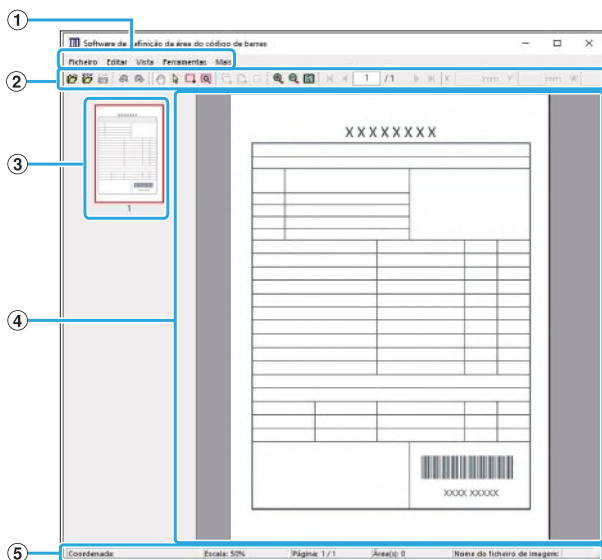 1
Software de definição da área do código de barras
Ficheiro Editar Vista Ferramentas Mais
2
1 / 1 X mm Y mm W
3
1
XXXXXXXX
4
XXXX XXXXX
5
Coordenada: Escala: 50% Página: 1 / 1 Área(s): 0 Nome do ficheiro de imagem: